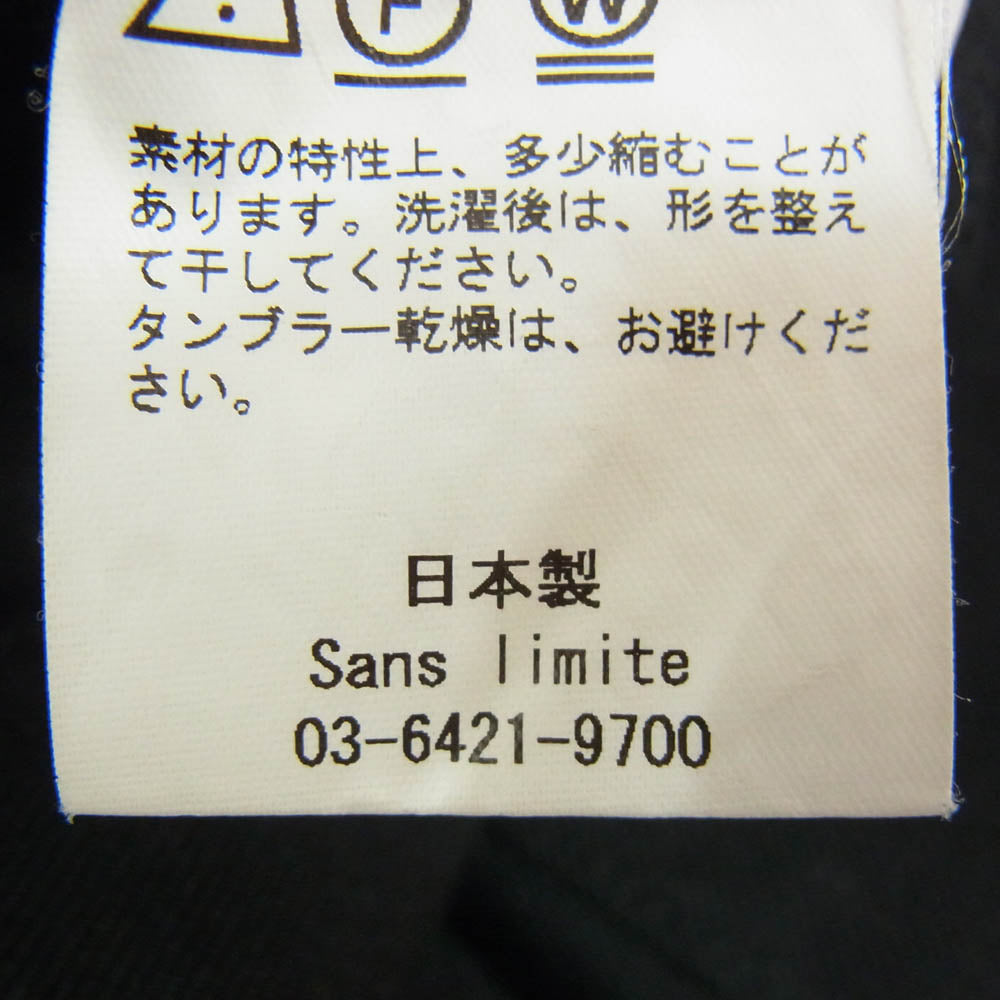 F W
素材の特性上、多少縮むことが
あります。洗濯後は、形を整え
て干してください。
タンブラー乾燥は、お避けくだ
さい。
日本製
Sans limite
03-6421-9700